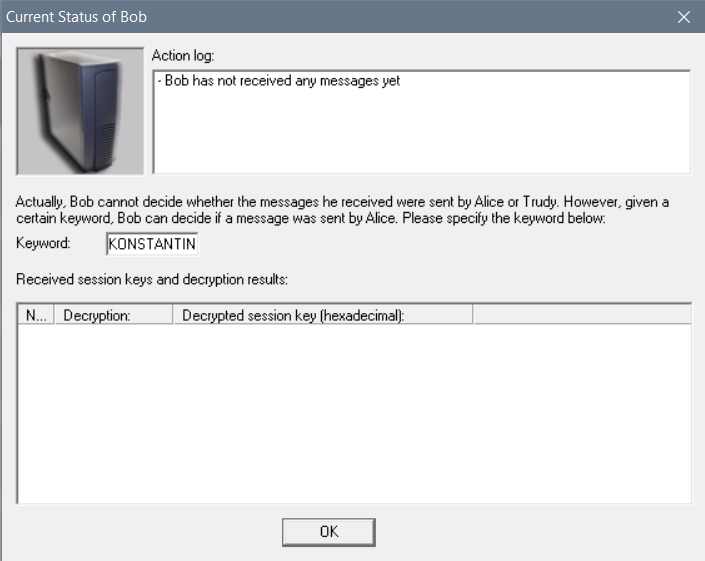 Current Status of Bob
Action log:
- Bob has not received any messages yet
Actually, Bob cannot decide whether the messages he received were sent by Alice or Trudy. However, given a
certain keyword, Bob can decide if a message was sent by Alice. Please specify the keyword below:
Keyword: KONSTANTIN
Received session keys and decryption results:
N... Decryption: Decrypted session key (hexadecimal):
OK